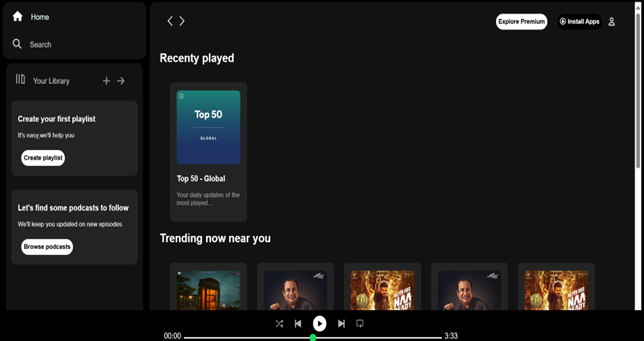 Home
Search
Your Library
Create your first playlist
It's easy,we'll help you
Create playlist
Let's find some podcasts to follow
We'll keep you updated on new episodes
Browse podcasts
Explore Premium
Install Apps
Recenty played
Top 50
GLOBAL
Top 50 - Global
Your daily updates of the
most played...
Trending now near you
NAA
READY
00:00
3:33